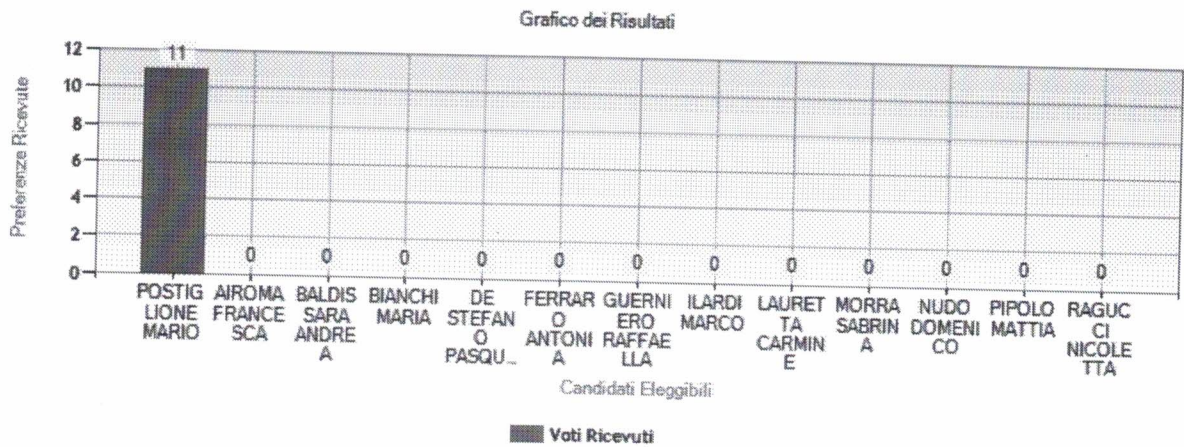 Grafico dei Risultati
Preferenze Ricevute
12
10
8
6
4
2
0
11
0
0
0
0
0
0
0
0
0
0
0
0
POSTIG
LIONE
MARIO
AIROMA
FRANCE
SCA
BALDIS
SARA
ANDRE
A
BIANCHI
MARIA
DE
STEFAN
O
PASQU...
FERRAR
O
ANTONI
A
GUERNI
ERO
RAFFAE
LLA
ILARDI
MARCO
LAURET
TA
CARMIN
E
MORRA
SABRIN
A
NUDO
DOMENI
CO
PIPOLO
MATTIA
RAGUC
CI
NICOLE
TTA
Candidati Eleggibili
Voti Ricevuti